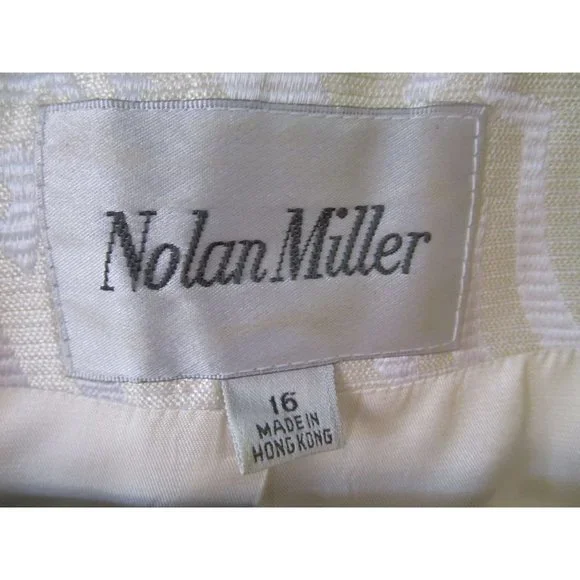 Nolan Miller
16
MADE IN
HONG KONG